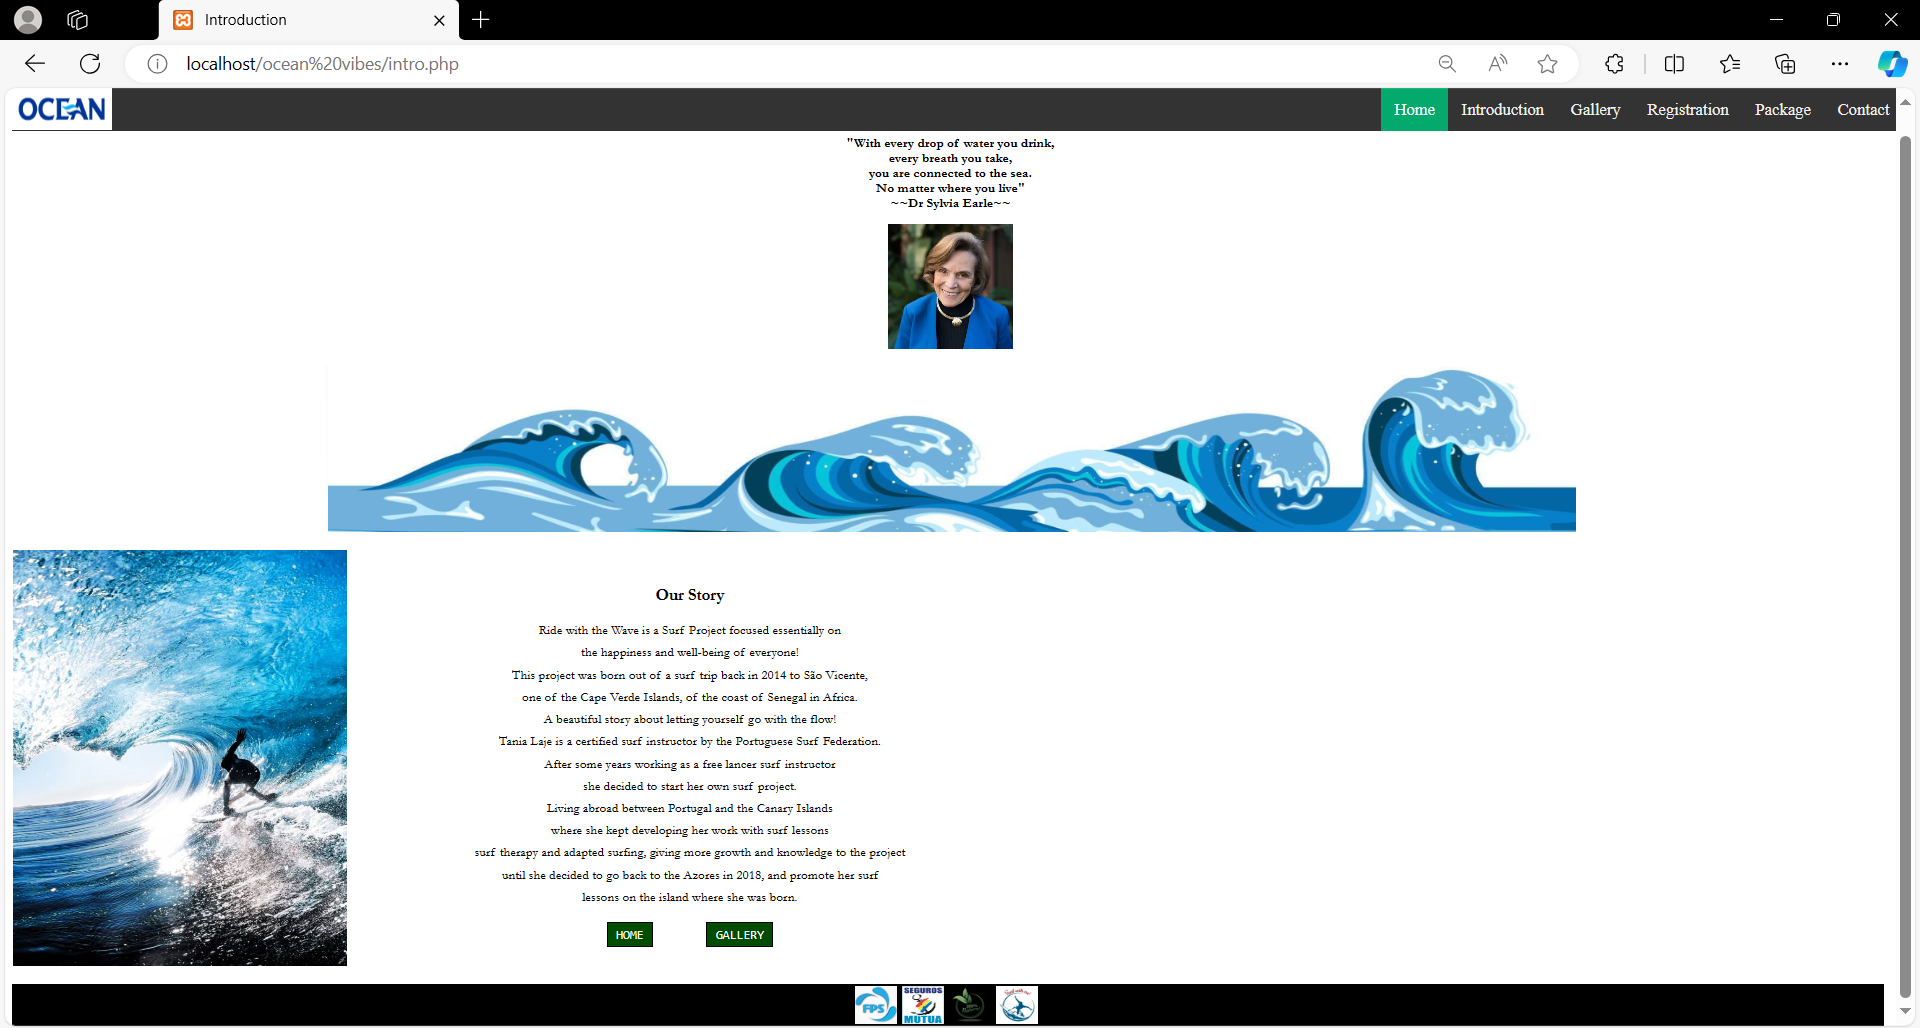 Introduction
localhost/ocean%20vibes/intro.php
OCEAN
Home Introduction Gallery Registration Package Contact
"With every drop of water you drink,
every breath you take,
you are connected to the sea.
No matter where you live"
~~Dr Sylvia Earle~~
Our Story
Ride with the Wave is a Surf Project focused essentially on
the happiness and well-being of everyone!
This project was born out of a surf trip back in 2014 to São Vicente,
one of the Cape Verde Islands, of the coast of Senegal in Africa.
A beautiful story about letting yourself go with the flow!
Tania Laje is a certified surf instructor by the Portuguese Surf Federation.
After some years working as a free lancer surf instructor
she decided to start her own surf project.
Living abroad between Portugal and the Canary Islands
where she kept developing her work with surf lessons
surf therapy and adapted surfing, giving more growth and knowledge to the project
until she decided to go back to the Azores in 2018, and promote her surf
lessons on the island where she was born.
HOME GALLERY
FPS
SEGUROS
MUTUA